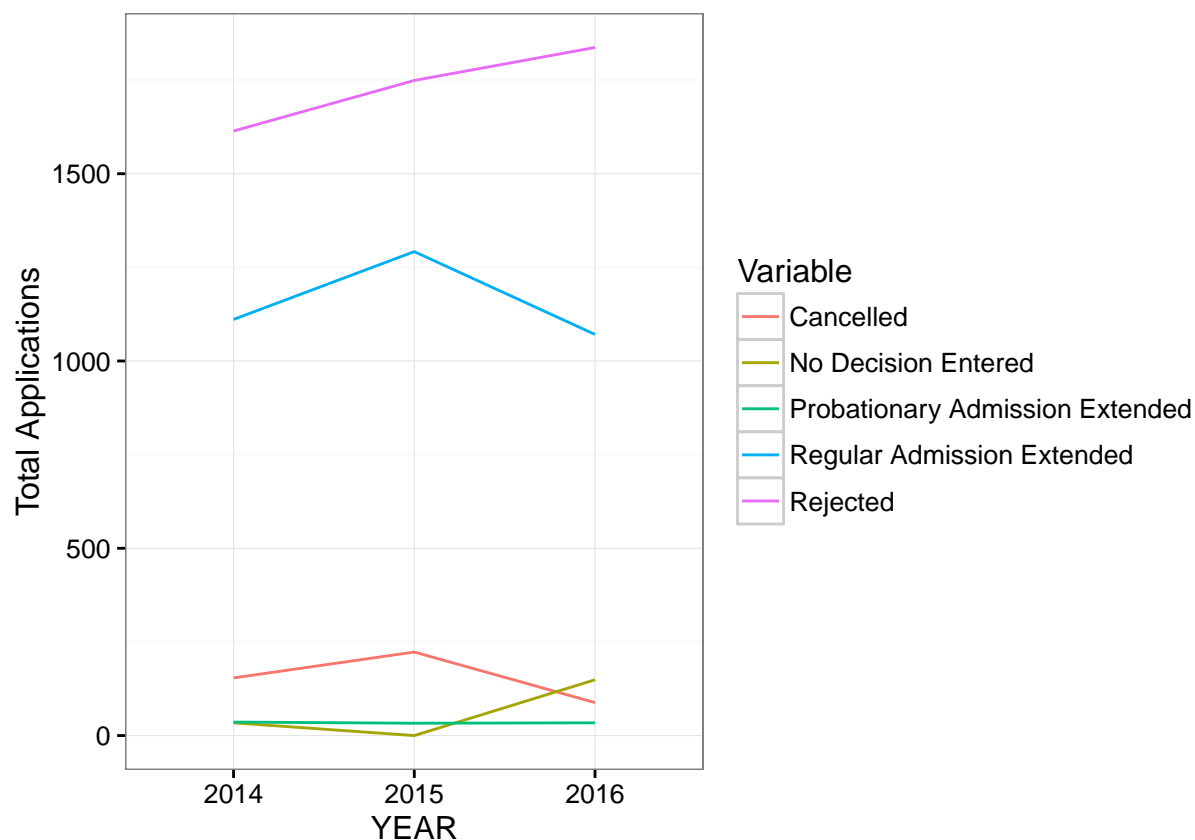 Total Applications
1500
1000
500
0
2014 2015 2016
YEAR
Variable
Cancelled
No Decision Entered
Probationary Admission Extended
Regular Admission Extended
Rejected